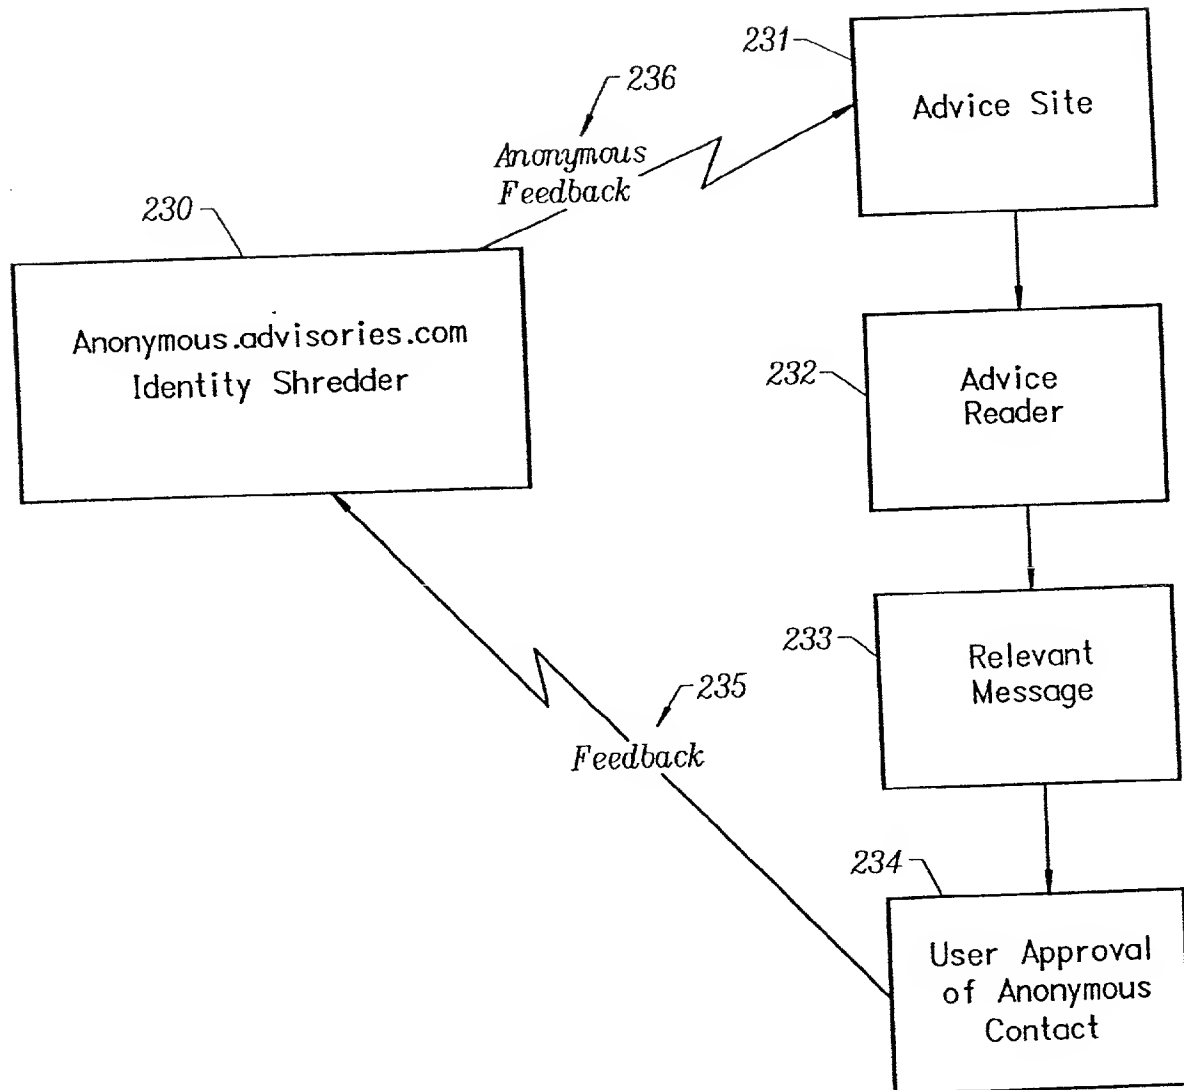 231
Advice Site
236
Anonymous
Feedback
230
Anonymous.advisories.com
Identity Shredder
232
Advice
Reader
233
Relevant
Message
235
Feedback
234
User Approval
of Anonymous
Contact